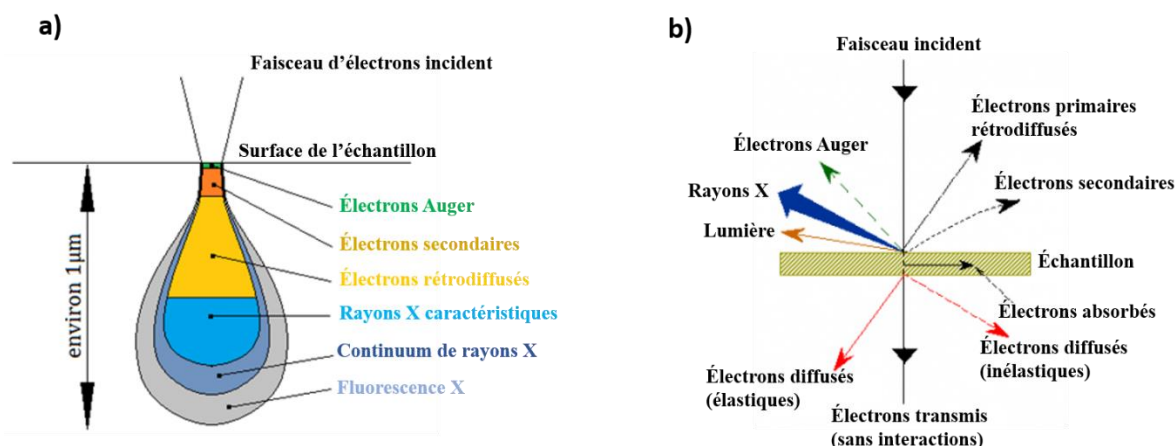 a)
Faisceau d’électrons incident
Surface de l’échantillon
Électrons Auger
Électrons secondaires
Électrons rétrodiffusés
Rayons X caractéristiques
Continuum de rayons X
Fluorescence X
environ 1µm
b)
Faisceau incident
Électrons primaires
rétrodiffusés
Électrons Auger
Rayons X
Électrons secondaires
Lumière
Échantillon
Électrons absorbés
Électrons diffusés
(inélastiques)
Électrons diffusés
(élastiques)
Électrons transmis
(sans interactions)